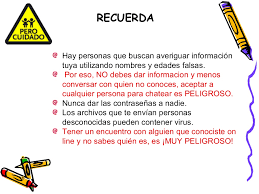 RECUERDA
PERO
CUIDADO
Hay personas que buscan averiguar información
tuya utilizando nombres y edades falsas.
Por eso, NO debes dar informacion y menos
conversar con quien no conoces, aceptar a
cualquier persona para chatear es PELIGROSO.
Nunca dar las contraseñas a nadie.
Los archivos que te envían personas
desconocidas pueden contener virus.
Tener un encuentro con alguien que conociste on
line y no sabes quién es, es ¡MUY PELIGROSO!